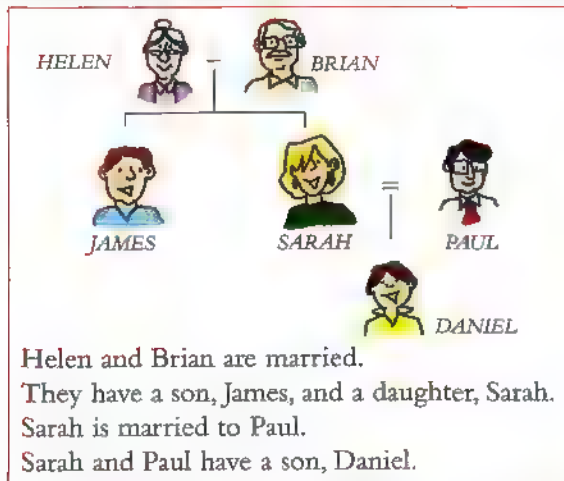 HELEN BRIAN
JAMES SARAH PAUL
DANIEL
Helen and Brian are married.
They have a son, James, and a daughter, Sarah.
Sarah is married to Paul.
Sarah and Paul have a son, Daniel.